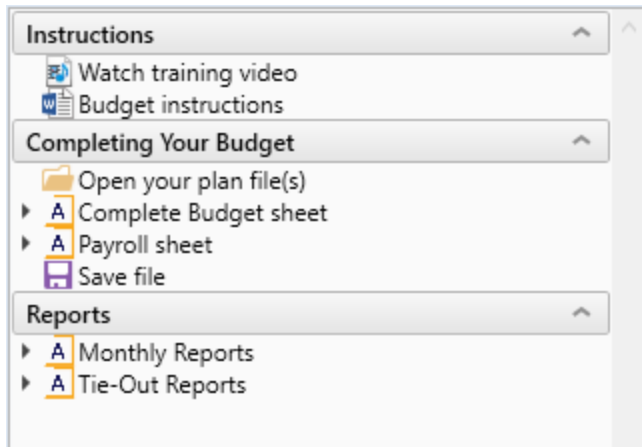 Instructions
Watch training video
Budget instructions
Completing Your Budget
Open your plan file(s)
A Complete Budget sheet
A Payroll sheet
Save file
Reports
A Monthly Reports
A Tie-Out Reports